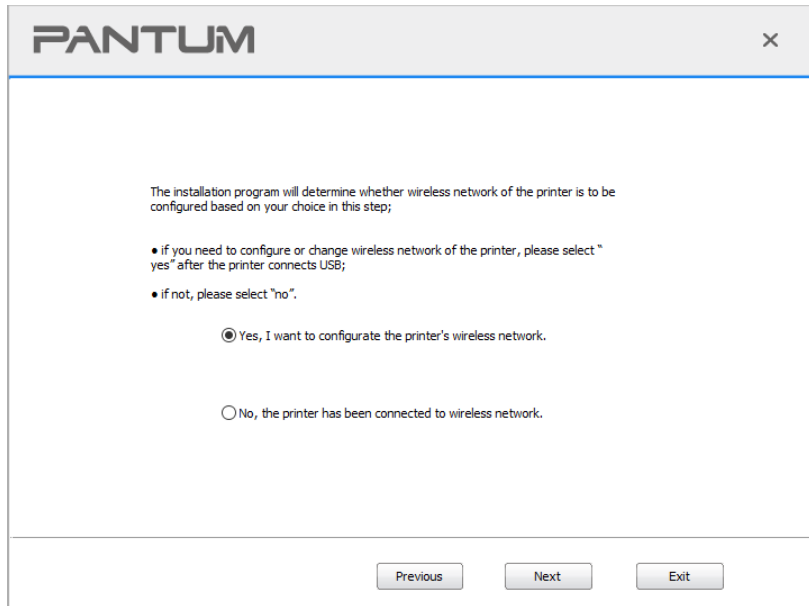 PANTUM
The installation program will determine whether wireless network of the printer is to be
configured based on your choice in this step;
● if you need to configure or change wireless network of the printer, please select “
yes” after the printer connects USB;
● if not, please select “no”.
Yes, I want to configurate the printer's wireless network.
No, the printer has been connected to wireless network.
Previous Next Exit